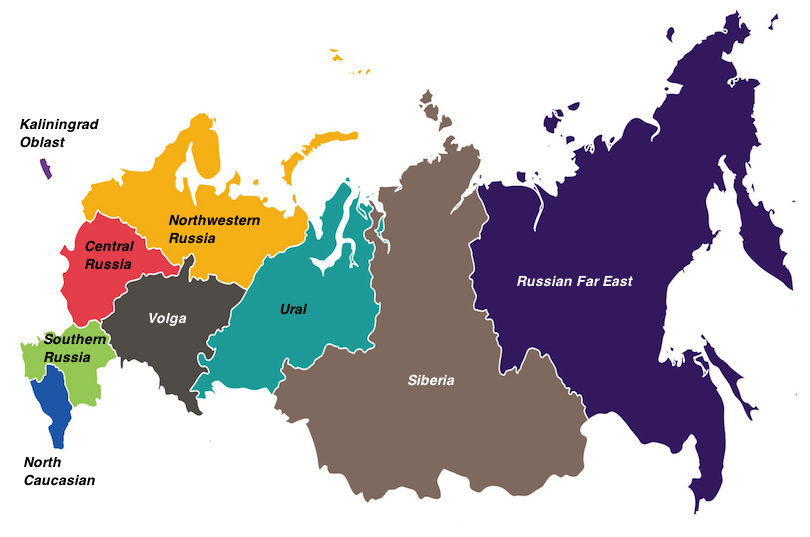 Kaliningrad
Oblast
Northwestern
Russia
Central
Russia
Volga
Ural
Southern
Russia
Siberia
Russian Far East
North
Caucasian